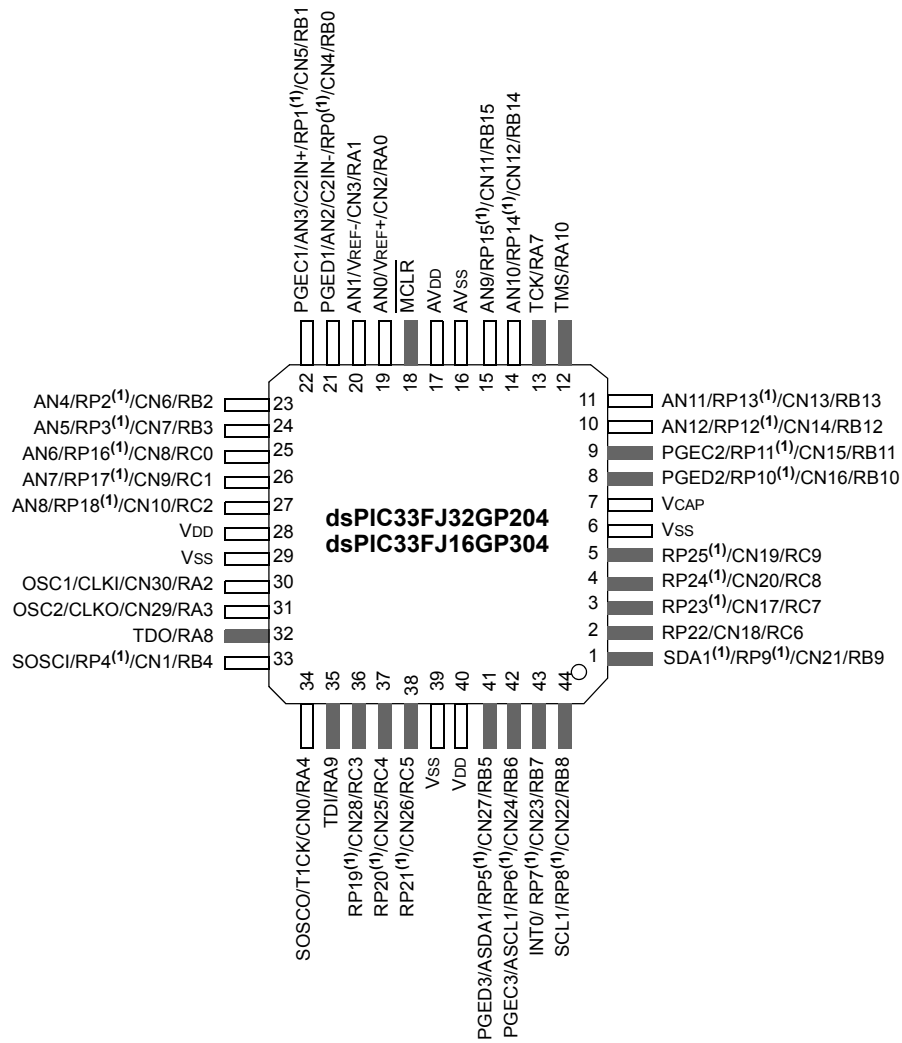 PGEC1/AN3/C2IN+/RP1(1)/CN5/RB1
PGED1/AN2/C2IN-/RP0(1)/CN4/RB0
AN1/VREF-/CN3/RA1
AN0/VREF+/CN2/RA0
MCLR
AVDD
AVSS
AN9/RP15(1)/CN11/RB15
AN10/RP14(1)/CN12/RB14
TCK/RA7
TMS/RA10
22 21 20 19 18 17 16 15 14 13 12
AN4/RP2(1)/CN6/RB2 23
AN5/RP3(1)/CN7/RB3 24
AN6/RP16(1)/CN8/RC0 25
AN7/RP17(1)/CN9/RC1 26
AN8/RP18(1)/CN10/RC2 27
VDD 28
VSS 29
OSC1/CLKI/CN30/RA2 30
OSC2/CLKO/CN29/RA3 31
TDO/RA8 32
SOSCI/RP4(1)/CN1/RB4 33
dsPIC33FJ32GP204
dsPIC33FJ16GP304
11 AN11/RP13(1)/CN13/RB13
10 AN12/RP12(1)/CN14/RB12
9 PGEC2/RP11(1)/CN15/RB11
8 PGED2/RP10(1)/CN16/RB10
7 VCAP
6 VSS
5 RP25(1)/CN19/RC9
4 RP24(1)/CN20/RC8
3 RP23(1)/CN17/RC7
2 RP22/CN18/RC6
1 SDA1(1)/RP9(1)/CN21/RB9
34 35 36 37 38 39 40 41 42 43 44
SOSCO/T1CK/CN0/RA4
TDI/RA9
RP19(1)/CN28/RC3
RP20(1)/CN25/RC4
RP21(1)/CN26/RC5
VSS
VDD
PGED3/ASDA1/RP5(1)/CN27/RB5
PGEC3/ASCL1/RP6(1)/CN24/RB6
INT0/ RP7(1)/CN23/RB7
SCL1/RP8(1)/CN22/RB8